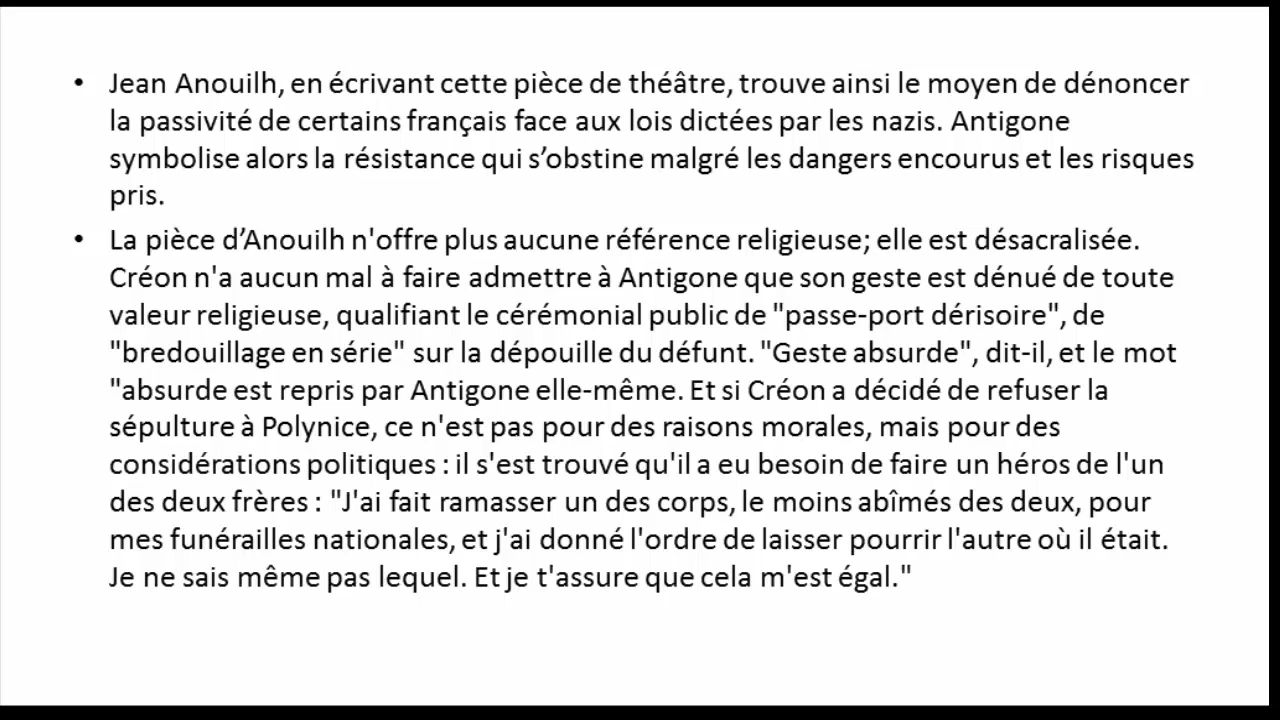 • Jean Anouilh, en écrivant cette pièce de théâtre, trouve ainsi le moyen de dénoncer
la passivité de certains français face aux lois dictées par les nazis. Antigone
symbolise alors la résistance qui s’obstine malgré les dangers encourus et les risques
pris.
• La pièce d’Anouilh n'offre plus aucune référence religieuse; elle est désacralisée.
Créon n'a aucun mal à faire admettre à Antigone que son geste est dénué de toute
valeur religieuse, qualifiant le cérémonial public de "passe-port dérisoire", de
"bredouillage en série" sur la dépouille du défunt. "Geste absurde", dit-il, et le mot
"absurde est repris par Antigone elle-même. Et si Créon a décidé de refuser la
sépulture à Polynice, ce n'est pas pour des raisons morales, mais pour des
considérations politiques : il s'est trouvé qu'il a eu besoin de faire un héros de l'un
des deux frères : "J'ai fait ramasser un des corps, le moins abîmés des deux, pour
mes funérailles nationales, et j'ai donné l'ordre de laisser pourrir l'autre où il était.
Je ne sais même pas lequel. Et je t'assure que cela m'est égal."